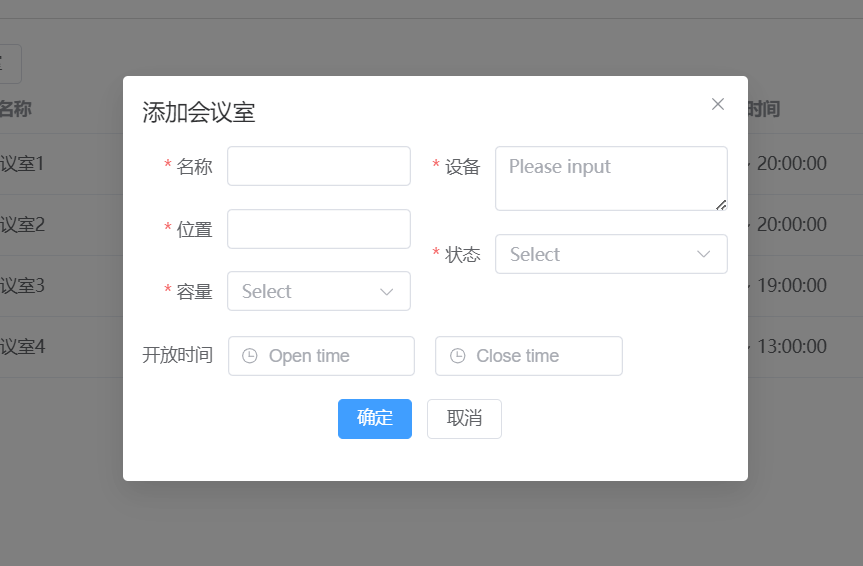 名称
时间
议室1
20:00:00
议室2
20:00:00
议室3
19:00:00
议室4
13:00:00
添加会议室
* 名称
* 设备 Please input
* 位置
* 状态 Select
* 容量 Select
开放时间 Open time Close time
确定 取消